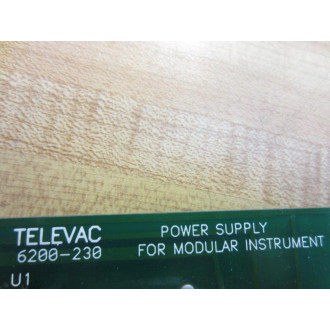 TELEVAC POWER SUPPLY
6200-230 FOR MODULAR INSTRUMENT
U1